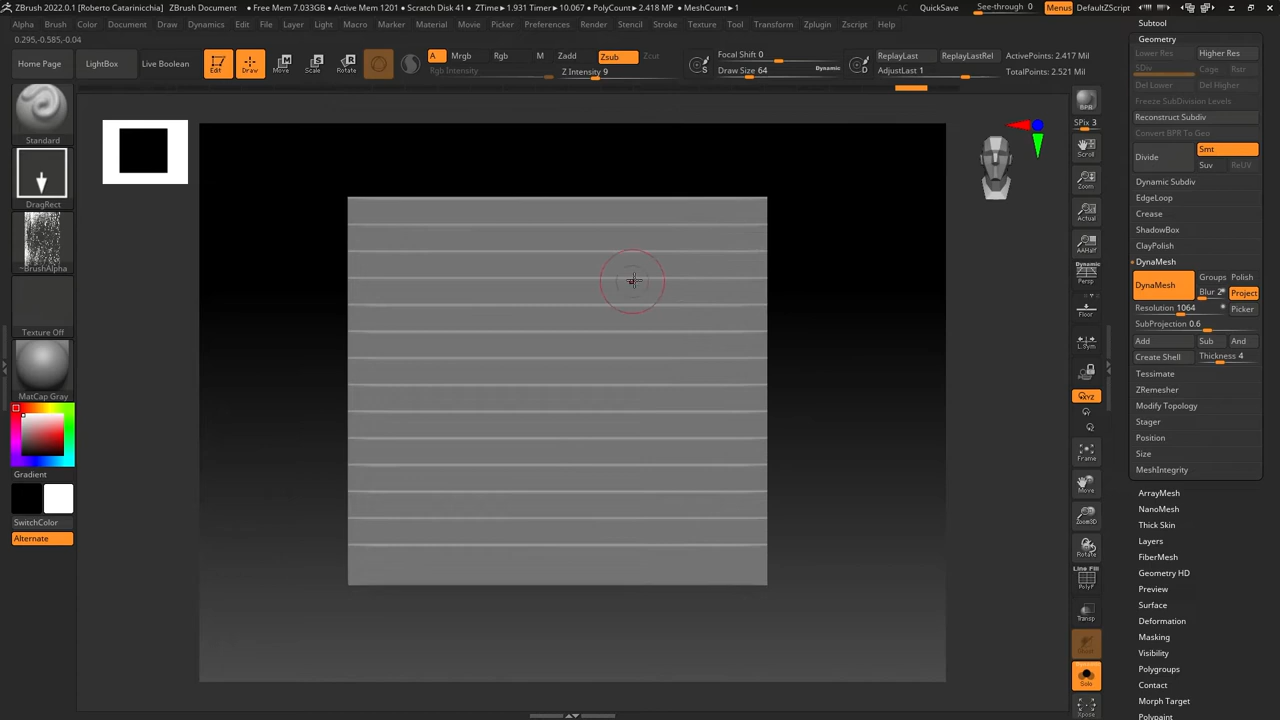 ZBrush 2022.0.1 [Roberto Catarinicchia] ZBrush Document • Free Mem 7.033GB • Active Mem 1201 • Scratch Disk 41 • ZTime▸1.931 Timer▸10.067 • PolyCount▸2.418 MP • MeshCount▸1 AC QuickSave See-through 0 Menus DefaultZScript
Alpha Brush Color Document Draw Dynamics Edit File Layer Light Macro Marker Material Movie Picker Preferences Render Stencil Stroke Texture Tool Transform Zplugin Zscript Help
0.295,-0.585,-0.04
Home Page
LightBox
Live Boolean
Edit
Draw
Move
Scale
Rotate
A
Mrgb
Rgb
M
Zadd
Zsub
Zcut
Rgb Intensity
Z Intensity 9
S
Focal Shift 0
Draw Size 64
Dynamic
D
ReplayLast
ReplayLastRel
AdjustLast 1
ActivePoints: 2.417 Mil
TotalPoints: 2.521 Mil
Standard
DragRect
~BrushAlpha
Texture Off
MatCap Gray
Gradient
SwitchColor
Alternate
BPR
SPix 3
Scroll
Zoom
Actual
AAHalf
Dynamic
Persp
Floor
L.Sym
XYZ
Frame
Move
Zoom3D
Rotate
Line Fill
PolyF
Transp
Solo
Xpose
Subtool
Geometry
Lower Res
Higher Res
SDiv
Cage
Rstr
Del Lower
Del Higher
Freeze SubDivision Levels
Reconstruct Subdiv
Convert BPR To Geo
Divide
Smt
Suv
ReUV
Dynamic Subdiv
EdgeLoop
Crease
ShadowBox
ClayPolish
DynaMesh
DynaMesh
Groups
Polish
Blur 2
Project
Resolution 1064
Picker
SubProjection 0.6
Add
Sub
And
Create Shell
Thickness 4
Tessimate
ZRemesher
Modify Topology
Stager
Position
Size
MeshIntegrity
ArrayMesh
NanoMesh
Thick Skin
Layers
FiberMesh
Geometry HD
Preview
Surface
Deformation
Masking
Visibility
Polygroups
Contact
Morph Target
Polypaint